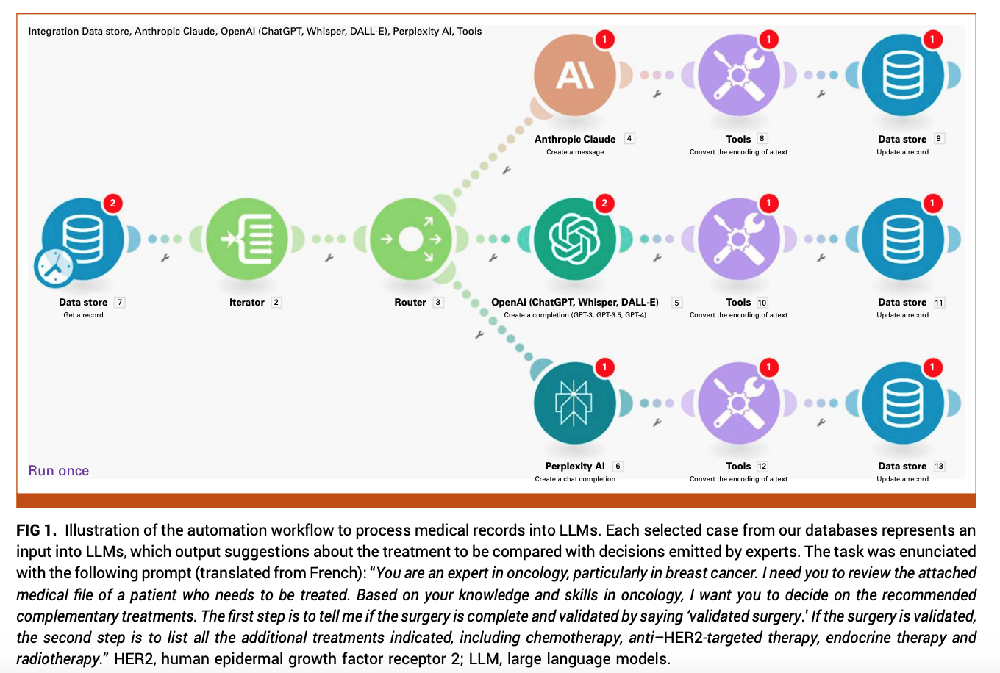 Integration Data store, Anthropic Claude, OpenAI (ChatGPT, Whisper, DALL-E), Perplexity AI, Tools
1
1
1
AI
Anthropic Claude 4
Create a message
Tools 8
Convert the encoding of a text
Data store 9
Update a record
2
2
1
1
Data store 7
Get a record
Iterator 2
Router 3
OpenAI (ChatGPT, Whisper, DALL-E) 5
Create a completion (GPT-3, GPT-3.5, GPT-4)
Tools 10
Convert the encoding of a text
Data store 11
Update a record
1
1
1
Perplexity AI 6
Create a chat completion
Tools 12
Convert the encoding of a text
Data store 13
Update a record
Run once
FIG 1. Illustration of the automation workflow to process medical records into LLMs. Each selected case from our databases represents an
input into LLMs, which output suggestions about the treatment to be compared with decisions emitted by experts. The task was enunciated
with the following prompt (translated from French): “You are an expert in oncology, particularly in breast cancer. I need you to review the attached
medical file of a patient who needs to be treated. Based on your knowledge and skills in oncology, I want you to decide on the recommended
complementary treatments. The first step is to tell me if the surgery is complete and validated by saying ‘validated surgery.’ If the surgery is validated,
the second step is to list all the additional treatments indicated, including chemotherapy, anti–HER2-targeted therapy, endocrine therapy and
radiotherapy.” HER2, human epidermal growth factor receptor 2; LLM, large language models.